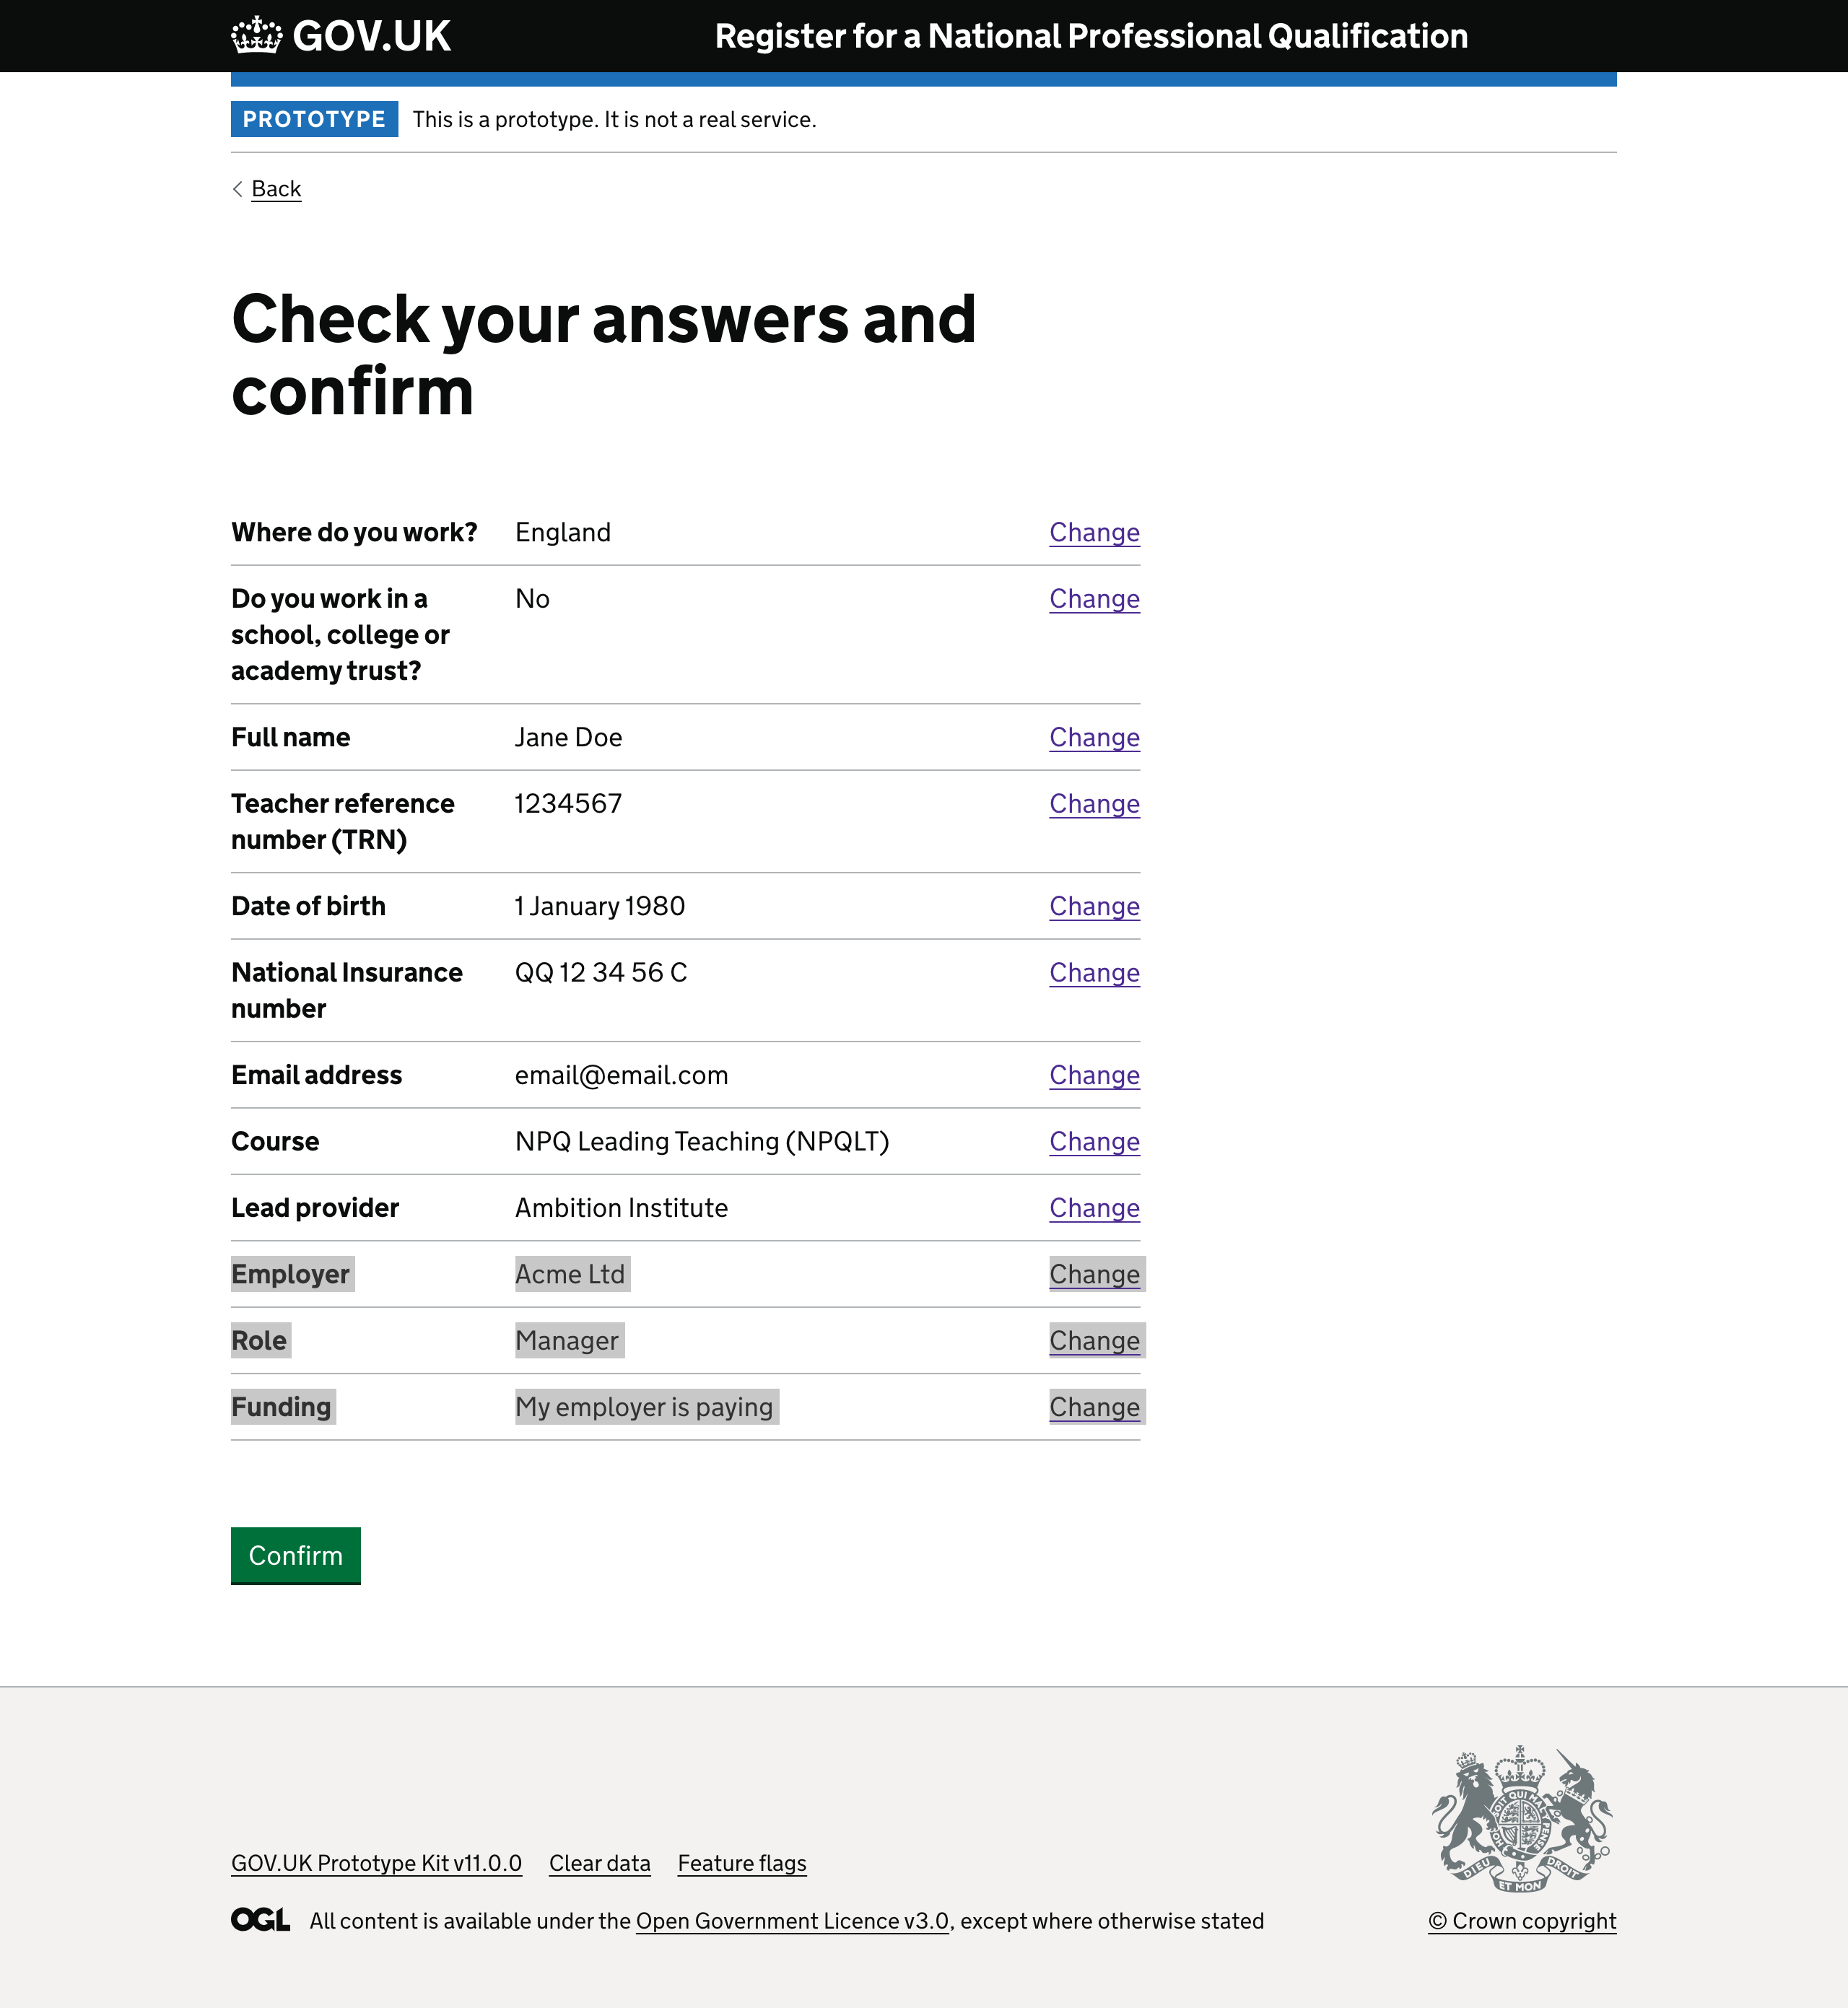 GOV.UK Register for a National Professional Qualification
PROTOTYPE This is a prototype. It is not a real service.
Back
Check your answers and
confirm
Where do you work? England Change
Do you work in a No Change
school, college or
academy trust?
Full name Jane Doe Change
Teacher reference 1234567 Change
number (TRN)
Date of birth 1 January 1980 Change
National Insurance QQ 12 34 56 C Change
number
Email address email@email.com Change
Course NPQ Leading Teaching (NPQLT) Change
Lead provider Ambition Institute Change
Employer Acme Ltd Change
Role Manager Change
Funding My employer is paying Change
Confirm
DIEU ET MON DROIT
GOV.UK Prototype Kit v11.0.0 Clear data Feature flags
OGL All content is available under the Open Government Licence v3.0, except where otherwise stated
© Crown copyright